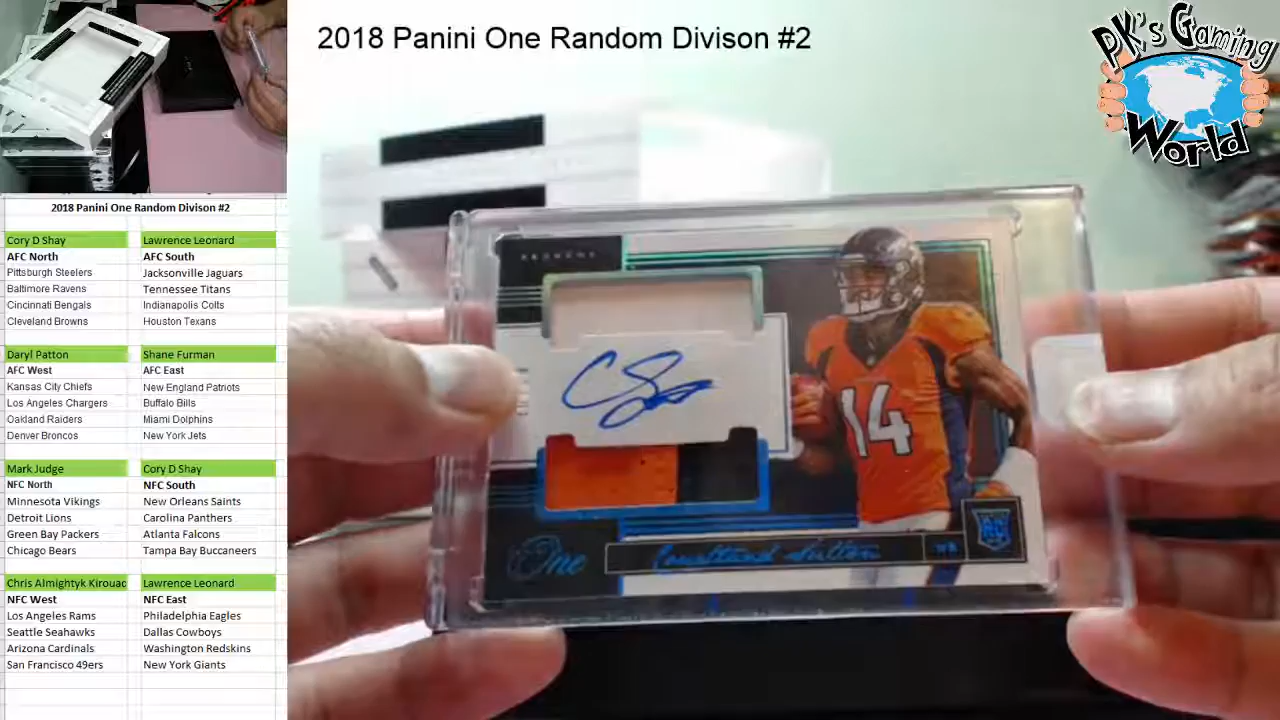 2018 Panini One Random Divison #2
PK's Gaming
World
2018 Panini One Random Divison #2
Cory D Shay
Lawrence Leonard
AFC North
AFC South
Pittsburgh Steelers
Jacksonville Jaguars
Baltimore Ravens
Tennessee Titans
Cincinnati Bengals
Indianapolis Colts
Cleveland Browns
Houston Texans
Daryl Patton
Shane Furman
AFC West
AFC East
Kansas City Chiefs
New England Patriots
Los Angeles Chargers
Buffalo Bills
Oakland Raiders
Miami Dolphins
Denver Broncos
New York Jets
Mark Judge
Cory D Shay
NFC North
NFC South
Minnesota Vikings
New Orleans Saints
Detroit Lions
Carolina Panthers
Green Bay Packers
Atlanta Falcons
Chicago Bears
Tampa Bay Buccaneers
Chris Almightyk Kirouac
Lawrence Leonard
NFC West
NFC East
Los Angeles Rams
Philadelphia Eagles
Seattle Seahawks
Dallas Cowboys
Arizona Cardinals
Washington Redskins
San Francisco 49ers
New York Giants
BRONCOS
14
One
Courtland Sutton
WR
RC